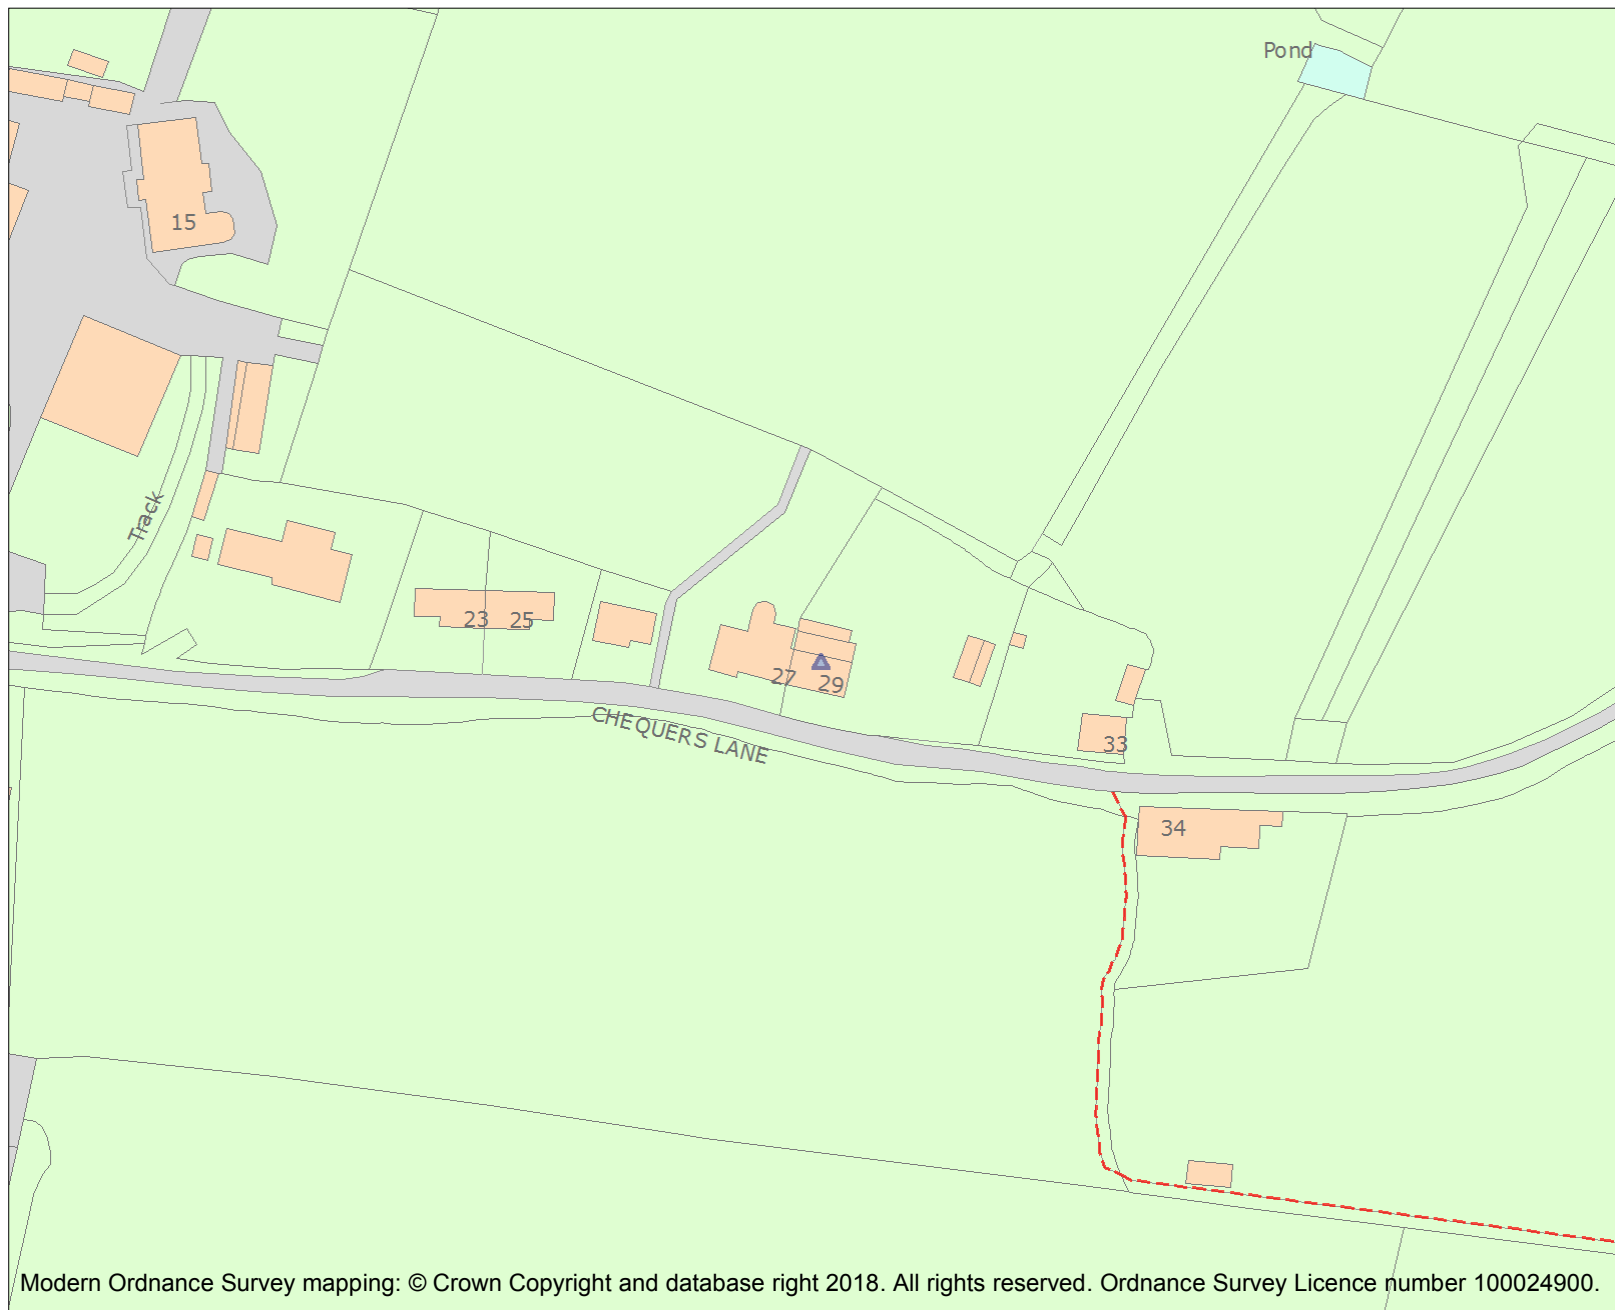 Pond
15
Track
23
25
27
29
CHEQUERS LANE
33
34
Modern Ordnance Survey mapping: © Crown Copyright and database right 2018. All rights reserved. Ordnance Survey Licence number 100024900.